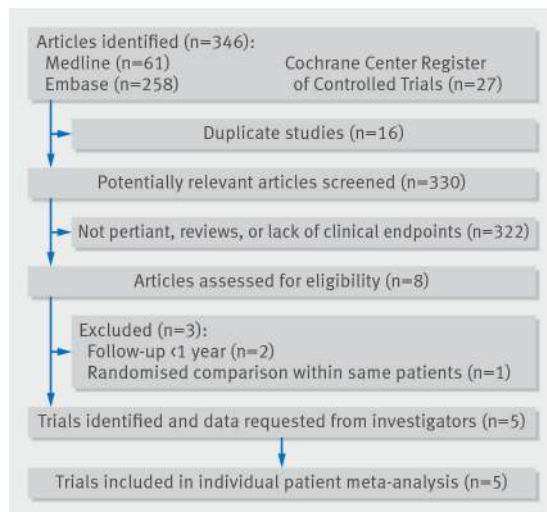 Articles identified (n=346):
Medline (n=61)
Embase (n=258)
Cochrane Center Register
of Controlled Trials (n=27)
Duplicate studies (n=16)
Potentially relevant articles screened (n=330)
Not pertiant, reviews, or lack of clinical endpoints (n=322)
Articles assessed for eligibility (n=8)
Excluded (n=3):
Follow-up <1 year (n=2)
Randomised comparison within same patients (n=1)
Trials identified and data requested from investigators (n=5)
Trials included in individual patient meta-analysis (n=5)